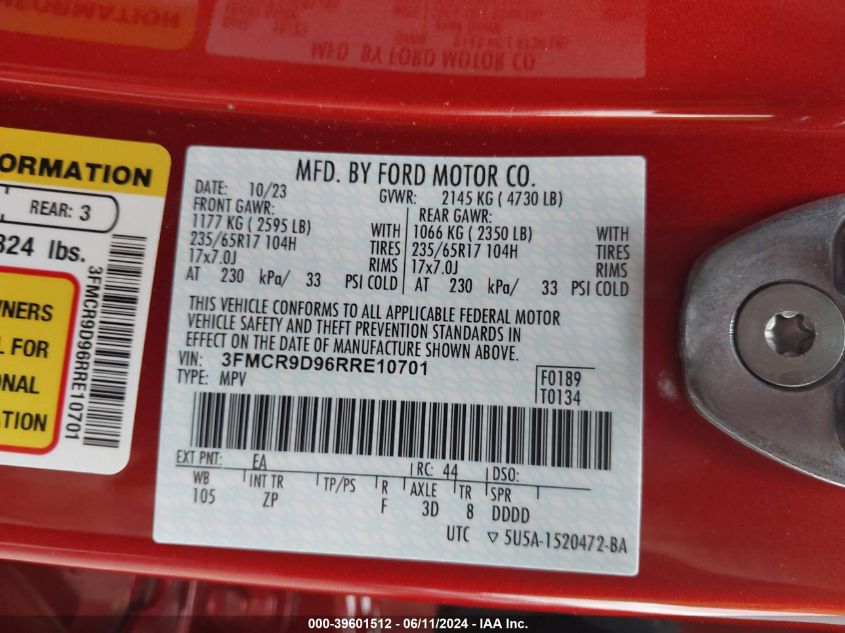 MFD. BY FORD MOTOR CO.
ORMATION
REAR: 3
824 lbs.
WNERS
L FOR
ONAL
3FMCR9D96RRE10701
MFD. BY FORD MOTOR CO.
DATE: 10/23 GVWR: 2145 KG ( 4730 LB)
FRONT GAWR: REAR GAWR:
1177 KG ( 2595 LB) WITH 1066 KG ( 2350 LB) WITH
235/65R17 104H TIRES 235/65R17 104H TIRES
17x7.0J RIMS 17x7.0J RIMS
AT 230 kPa/ 33 PSI COLD AT 230 kPa/ 33 PSI COLD
THIS VEHICLE CONFORMS TO ALL APPLICABLE FEDERAL MOTOR
VEHICLE SAFETY AND THEFT PREVENTION STANDARDS IN
EFFECT ON THE DATE OF MANUFACTURE SHOWN ABOVE.
VIN: 3FMCR9D96RRE10701
TYPE: MPV
F0189
T0134
EXT PNT: EA RC: 44 DSO:
WB INT TR TP/PS R AXLE TR SPR
105 ZP F 3D 8 DDDD
UTC ▽ 5U5A-1520472-BA
000-39601512 - 06/11/2024 - IAA Inc.